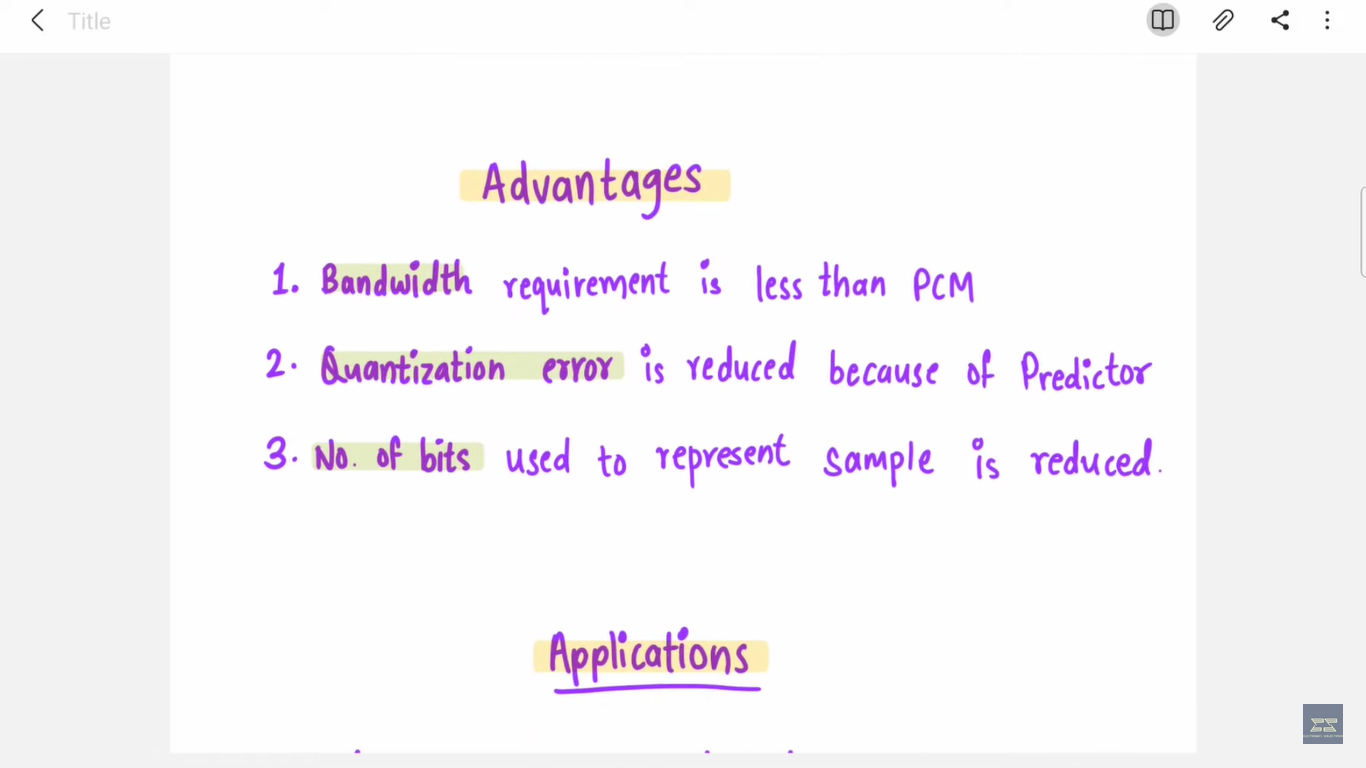 Title
Advantages
1. Bandwidth requirement is less than PCM
2. Quantization error is reduced because of Predictor
3. No. of bits used to represent sample is reduced.
Applications